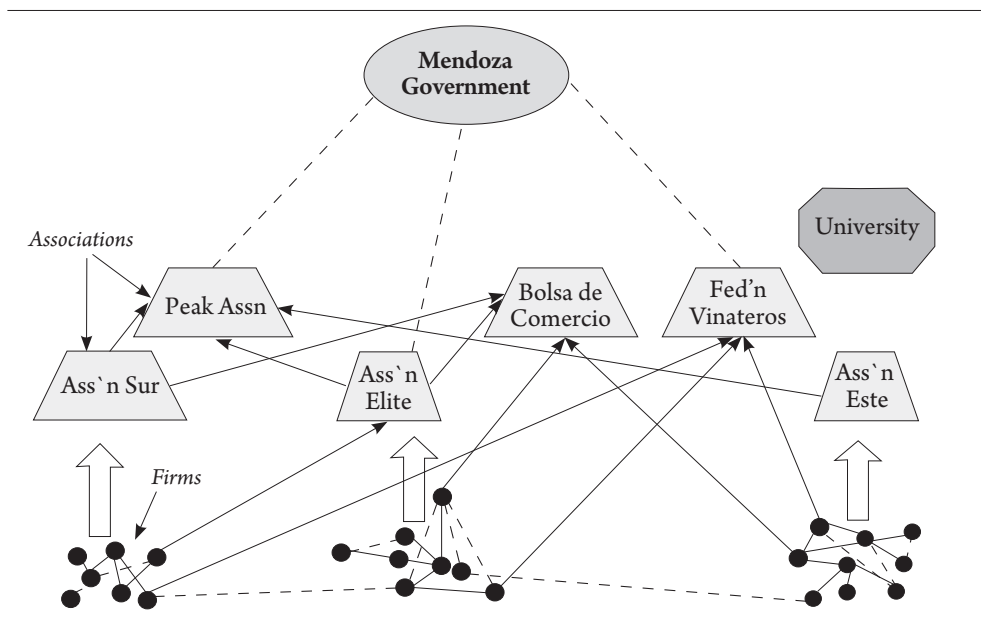 Mendoza
Government
University
Associations
Peak Assn
Bolsa de
Comercio
Fed'n
Vinateros
Ass`n Sur
Ass`n
Elite
Ass`n
Este
Firms